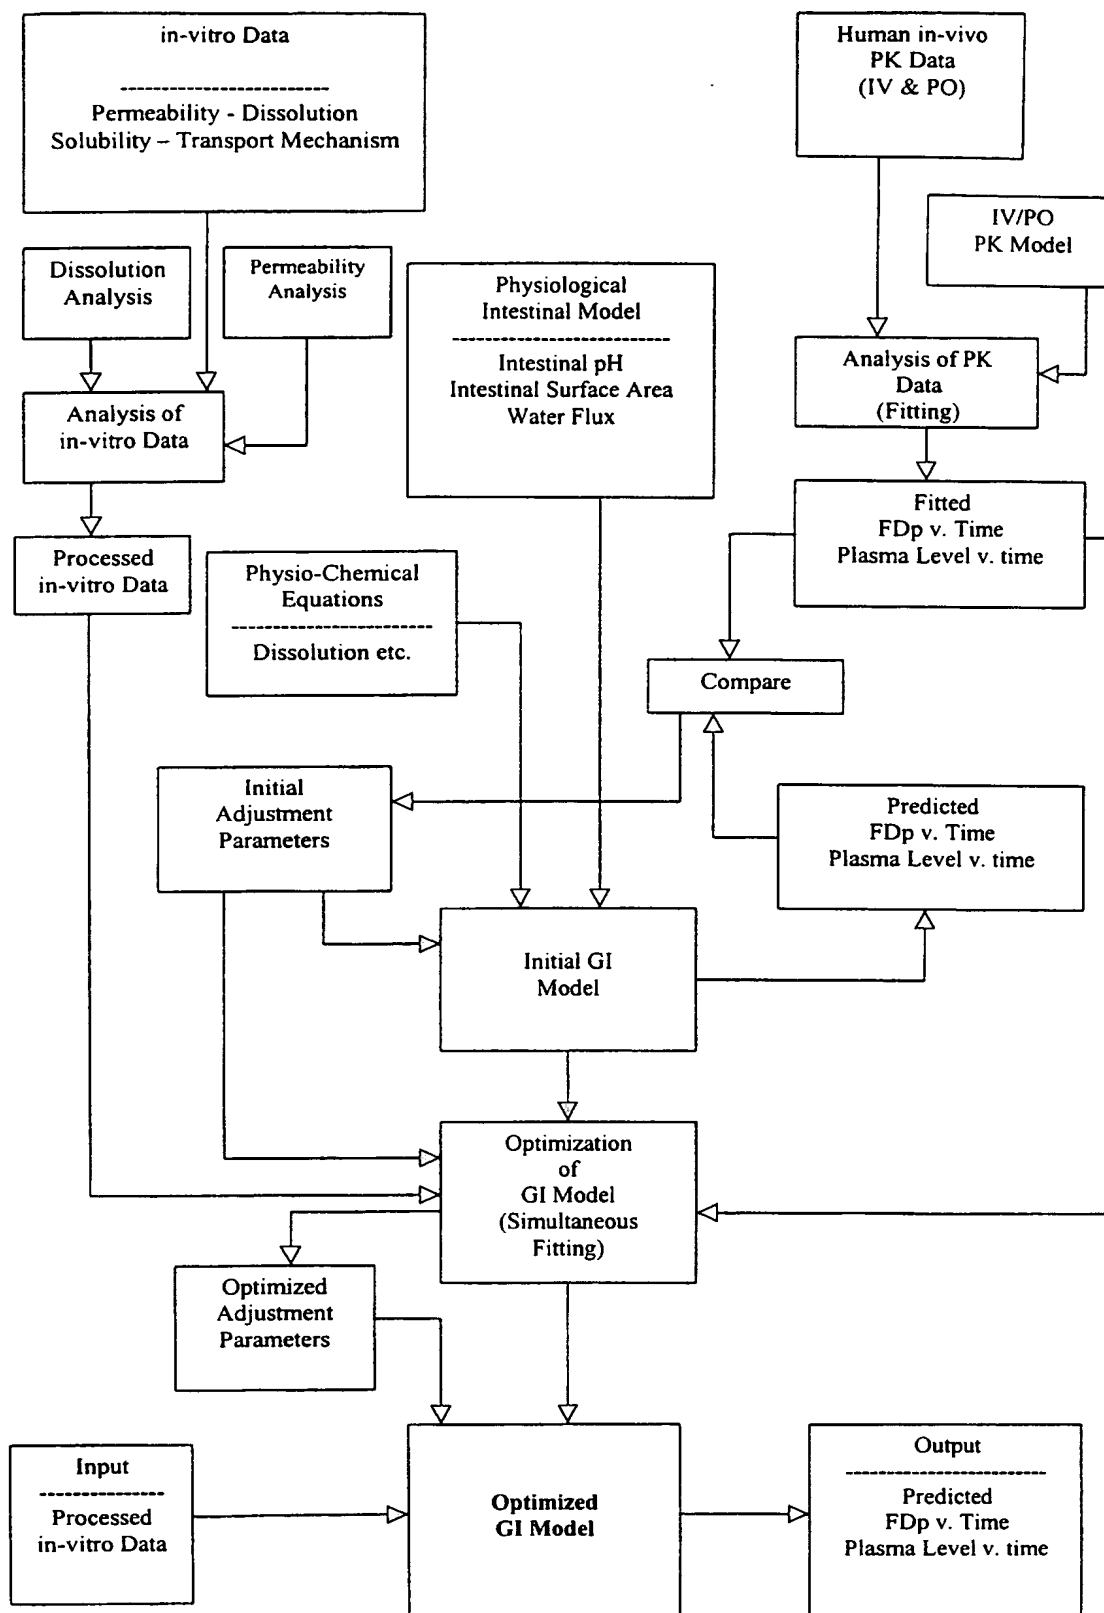 in-vitro Data
Permeability - Dissolution
Solubility – Transport Mechanism
Human in-vivo
PK Data
(IV & PO)
IV/PO
PK Model
Dissolution
Analysis
Permeability
Analysis
Physiological
Intestinal Model
Intestinal pH
Intestinal Surface Area
Water Flux
Analysis of PK
Data
(Fitting)
Analysis of
in-vitro Data
Fitted
FDp v. Time
Plasma Level v. time
Processed
in-vitro Data
Physio-Chemical
Equations
Dissolution etc.
Compare
Initial
Adjustment
Parameters
Predicted
FDp v. Time
Plasma Level v. time
Initial GI
Model
Optimization
of
GI Model
(Simultaneous
Fitting)
Optimized
Adjustment
Parameters
Input
Processed
in-vitro Data
Optimized
GI Model
Output
Predicted
FDp v. Time
Plasma Level v. time